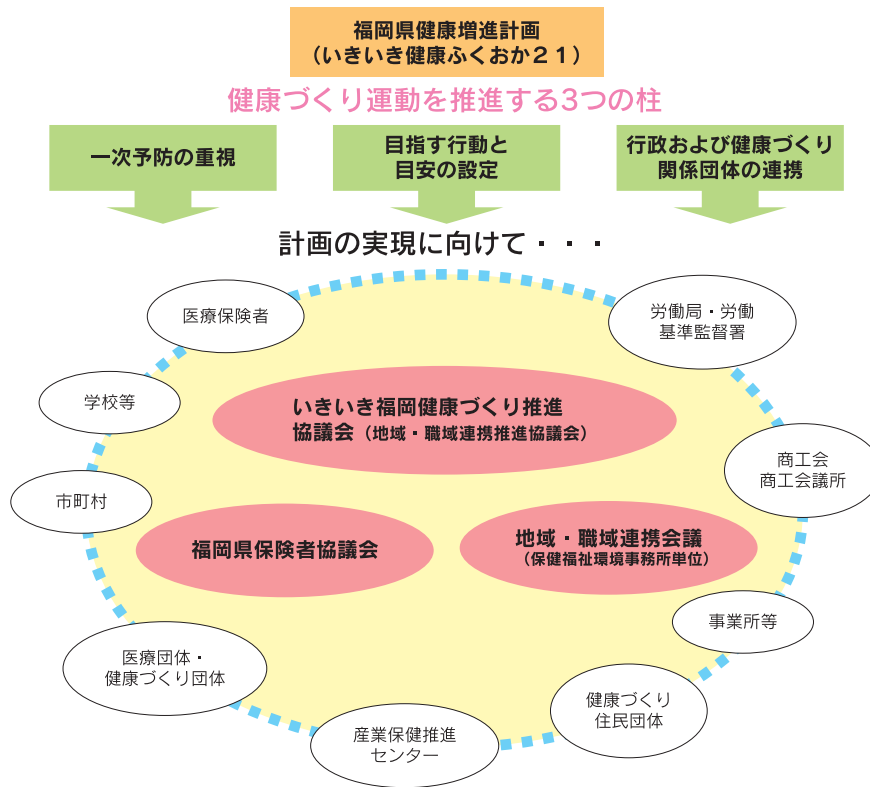 福岡県健康増進計画
（いきいき健康ふくおか２１）
健康づくり運動を推進する3つの柱
一次予防の重視
目指す行動と
目安の設定
行政および健康づくり
関係団体の連携
計画の実現に向けて・・・
医療保険者
労働局・労働
基準監督署
学校等
いきいき福岡健康づくり推進
協議会（地域・職域連携推進協議会）
商工会
商工会議所
市町村
福岡県保険者協議会
地域・職域連携会議
（保健福祉環境事務所単位）
事業所等
医療団体・
健康づくり団体
健康づくり
住民団体
産業保健推進
センター